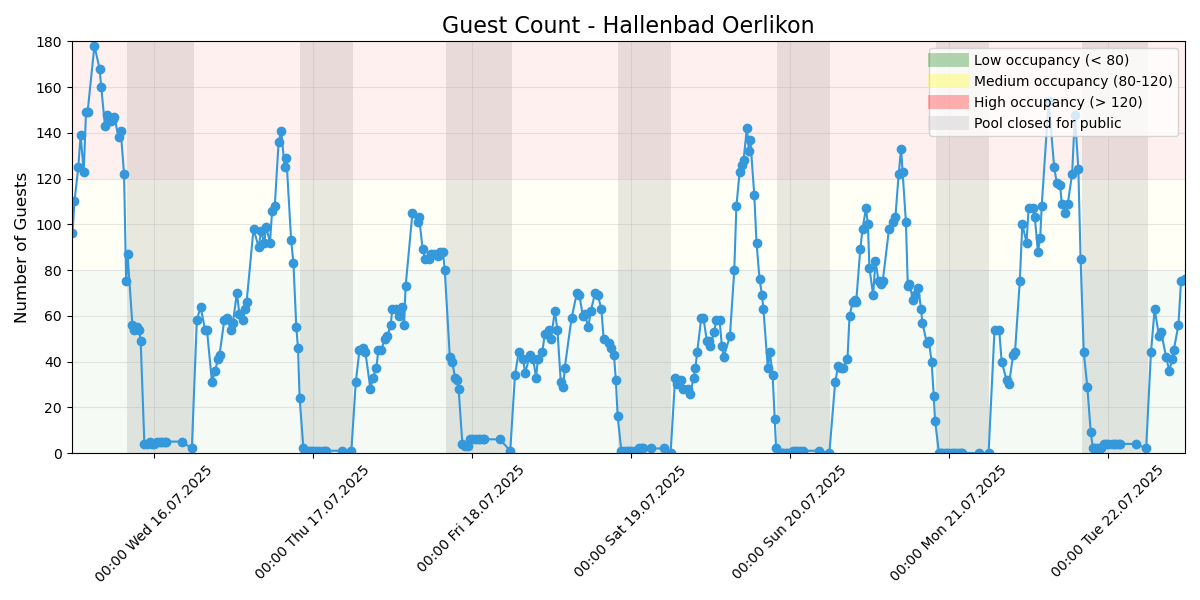 Guest Count - Hallenbad Oerlikon
Number of Guests
180
160
140
120
100
80
60
40
20
0
Low occupancy (< 80)
Medium occupancy (80-120)
High occupancy (> 120)
Pool closed for public
00:00 Wed 16.07.2025
00:00 Thu 17.07.2025
00:00 Fri 18.07.2025
00:00 Sat 19.07.2025
00:00 Sun 20.07.2025
00:00 Mon 21.07.2025
00:00 Tue 22.07.2025